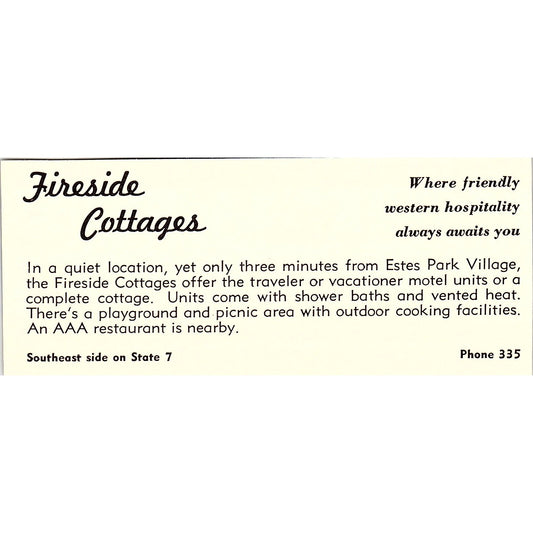 Fireside
Cottages
Where friendly
western hospitality
always awaits you
In a quiet location, yet only three minutes from Estes Park Village,
the Fireside Cottages offer the traveler or vacationer motel units or a
complete cottage. Units come with shower baths and vented heat.
There's a playground and picnic area with outdoor cooking facilities.
An AAA restaurant is nearby.
Southeast side on State 7
Phone 335